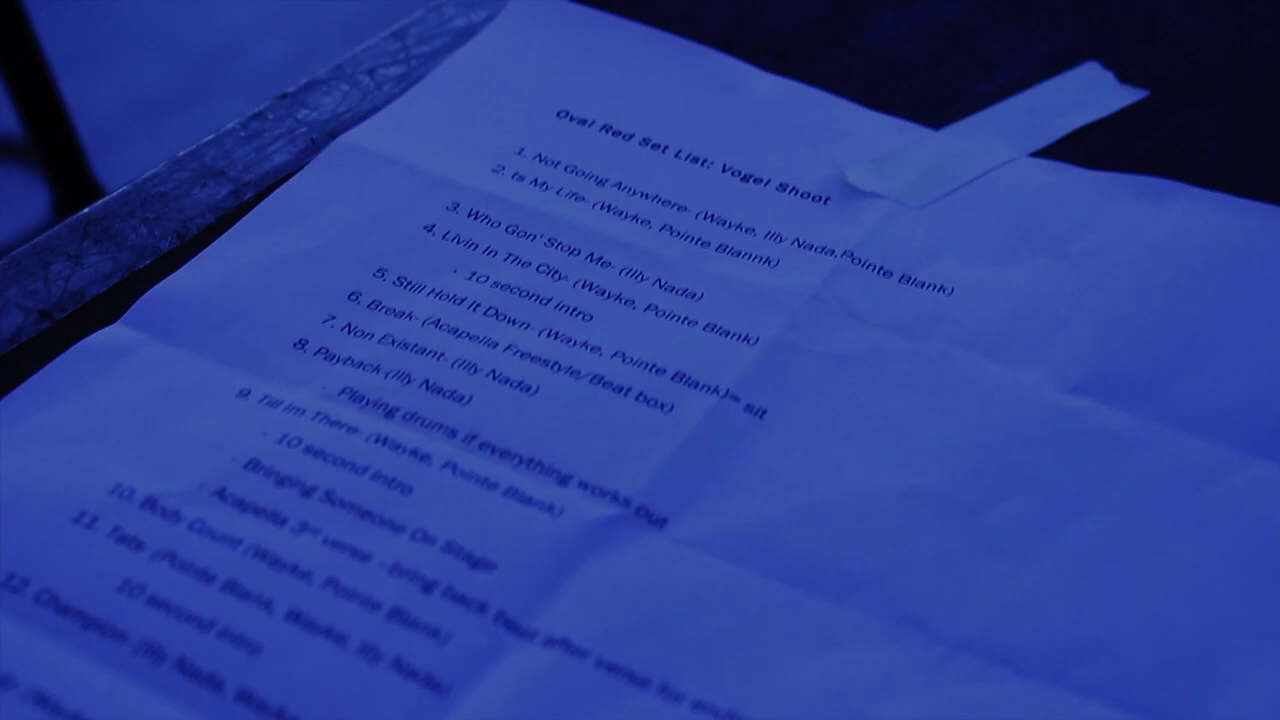 Oval Red Set List: Vogel Shoot
1. Not Going Anywhere- (Wayke, Illy Nada,Pointe Blank)
2. ts My Life- (Wayke, Pointe Blannk)
3. Who Gon' Stop Me- (Illy Nada)
4. Livin In The City- (Wayke, Pointe Blank)
· 10 second intro
5. Still Hold It Down- (Wayke, Pointe Blank)= sit
6. Break- (Acapella Freestyle/Beat box)
7. Non Existant- (Illy Nada)
8. Payback-(Illy Nada)
· Playing drums if everything works out
9. Till Im There- (Wayke, Pointe Blank)
· 10 second intro
· Bringing Someone On Stage
· Acapella 3rd verse –bring back beat after verse for
10. Body Count (Wayke, Pointe Blank)
11. Tats- (Pointe Blank, Wayke, Illy Nada)
· 10 second intro
12. Champion- (Illy Nada, Wayke